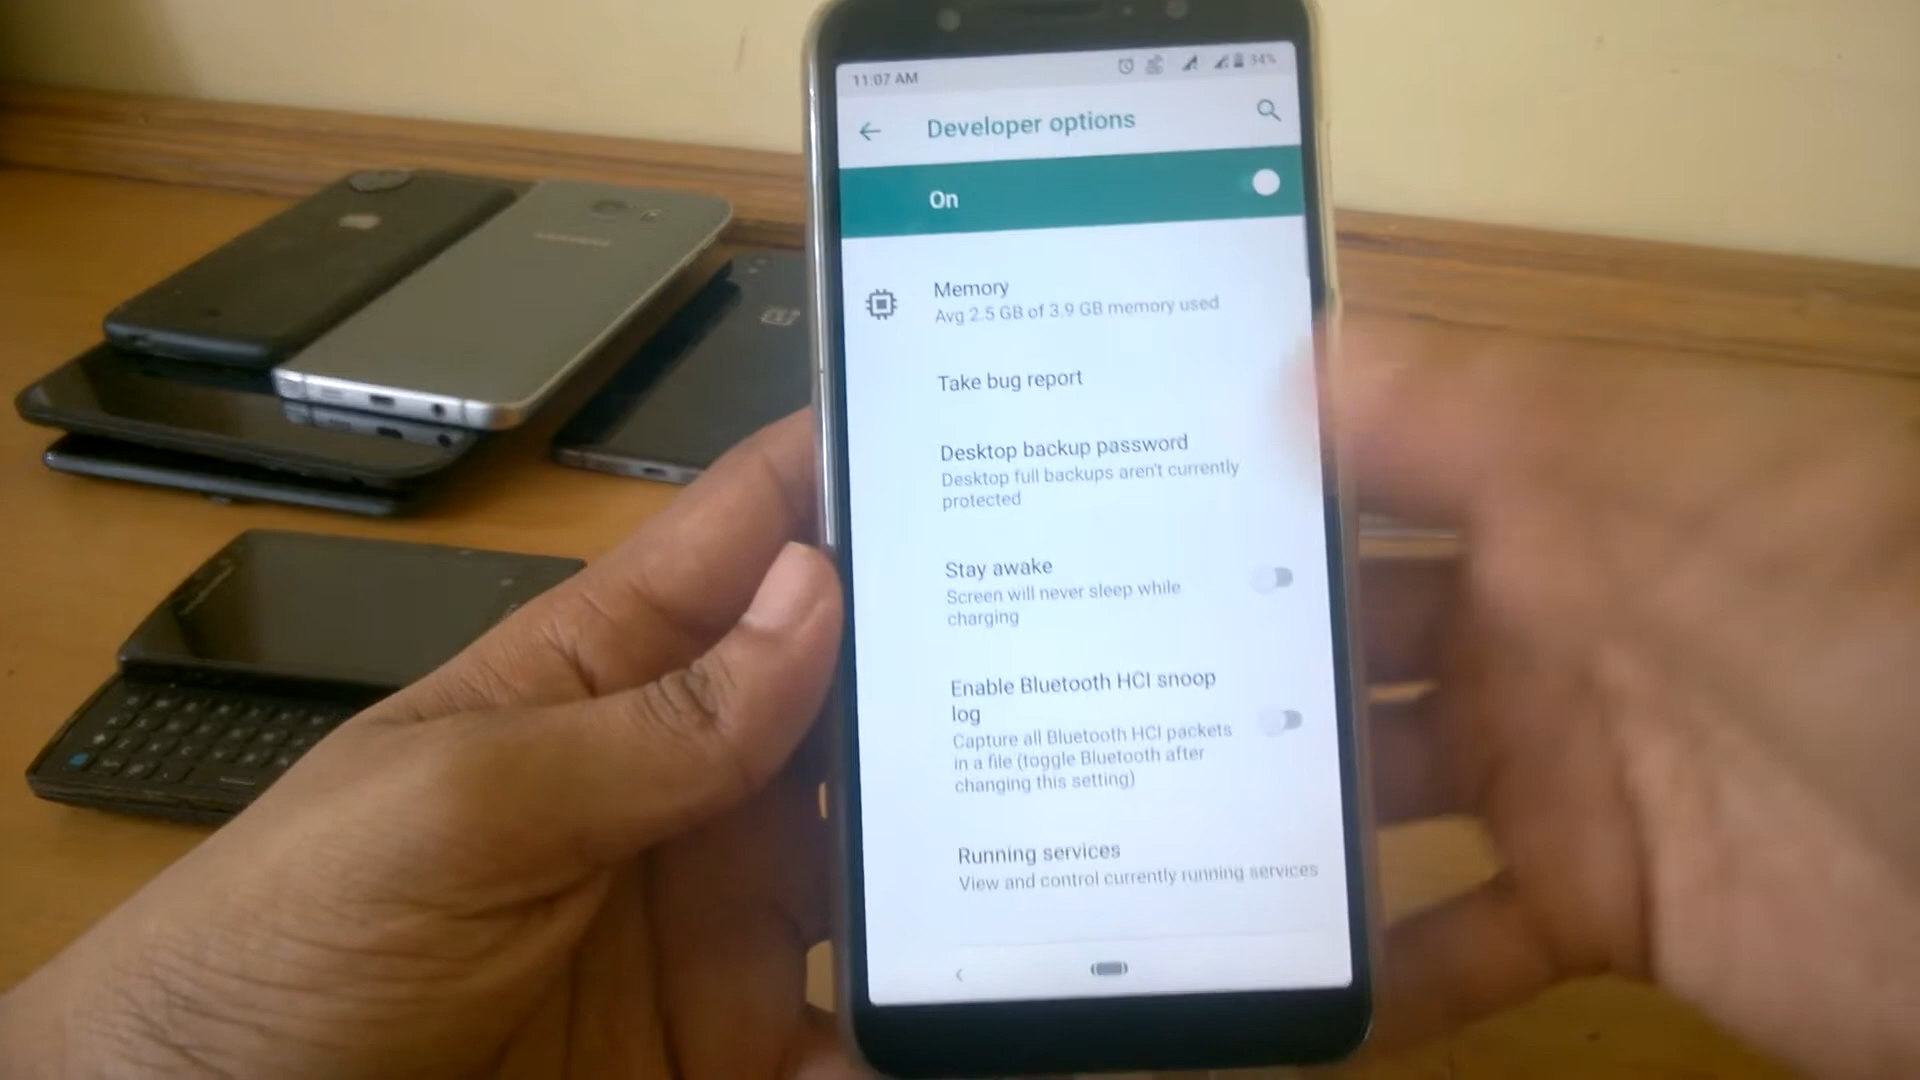 11:07 AM
34%
Developer options
On
Memory
Avg 2.5 GB of 3.9 GB memory used
Take bug report
Desktop backup password
Desktop full backups aren't currently
protected
Stay awake
Screen will never sleep while
charging
Enable Bluetooth HCI snoop
log
Capture all Bluetooth HCI packets
in a file (toggle Bluetooth after
changing this setting)
Running services
View and control currently running services